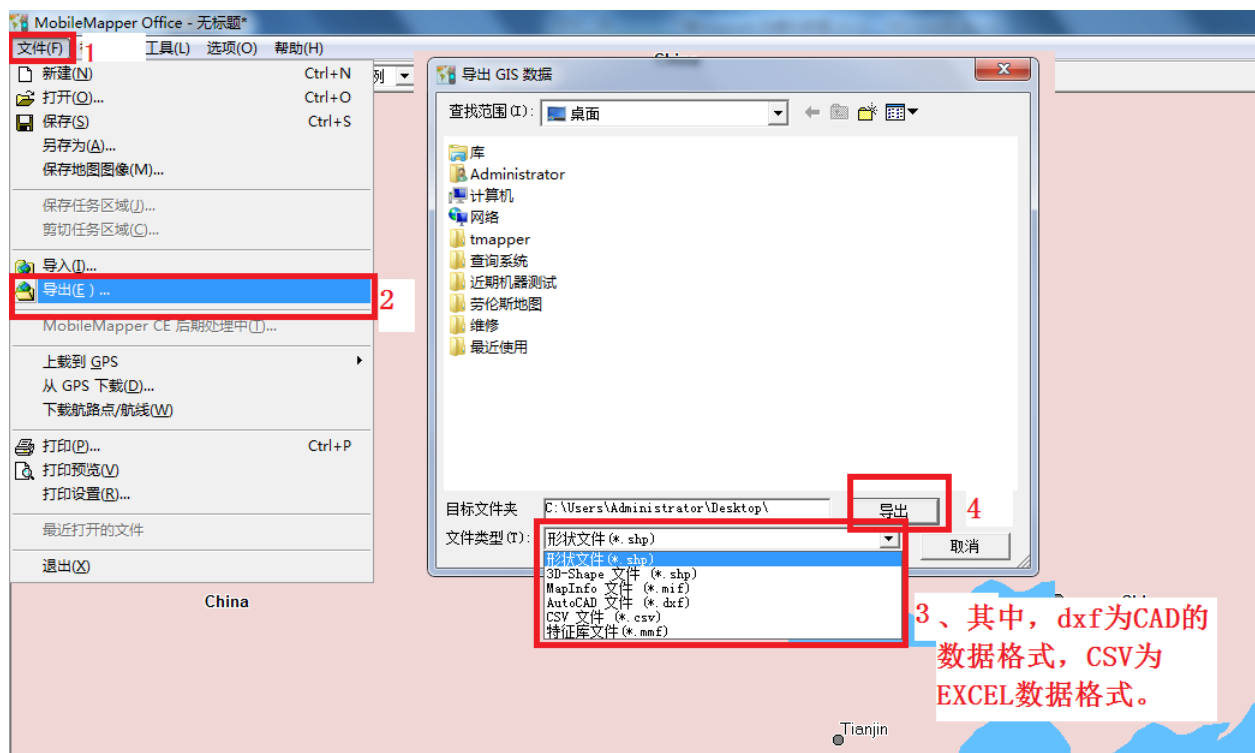 MobileMapper Office - 无标题*
文件(F) 1 工具(L) 选项(O) 帮助(H)
新建(N) Ctrl+N
打开(O)... Ctrl+O
保存(S) Ctrl+S
另存为(A)...
保存地图图像(M)...
保存任务区域(J)...
剪切任务区域(C)...
导入(I)...
导出(E)... 2
MobileMapper CE 后期处理中(T)...
上载到 GPS
从 GPS 下载(D)...
下载航路点/航线(W)
打印(P)... Ctrl+P
打印预览(V)
打印设置(R)...
最近打开的文件
退出(X)
列
导出 GIS 数据
查找范围(I): 桌面
库
Administrator
计算机
网络
tmapper
查询系统
近期机器测试
劳伦斯地图
维修
最近使用
目标文件夹 C:\Users\Administrator\Desktop\ 导出 4
文件类型(T): 形状文件(*.shp) 取消
形状文件(*.shp)
3D-Shape 文件 (*.shp)
MapInfo 文件 (*.mif)
AutoCAD 文件 (*.dxf)
CSV 文件 (*.csv)
特征库文件(*.mmf)
3、其中，dxf为CAD的
数据格式，CSV为
EXCEL数据格式。
China
Tianjin